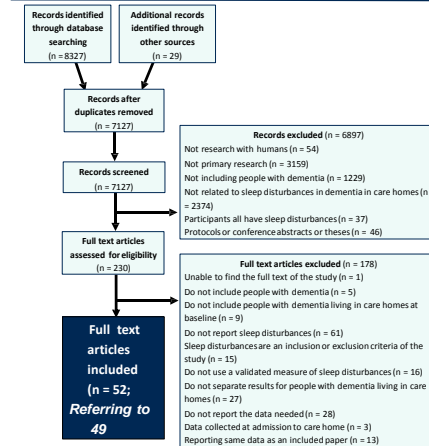 Records identified
through database
searching
(n = 8327)
Additional records
identified through
other sources
(n = 29)
Records after
duplicates removed
(n = 7127)
Records screened
(n = 7127)
Records excluded (n = 6897)
Not research with humans (n = 54)
Not primary research (n = 3159)
Not including people with dementia (n = 1229)
Not related to sleep disturbances in dementia in care homes (n
= 2374)
Participants all have sleep disturbances (n = 37)
Protocols or conference abstracts or theses (n = 46)
Full text articles
assessed for eligibility
(n = 230)
Full text articles excluded (n = 178)
Unable to find the full text of the study (n = 1)
Do not include people with dementia (n = 5)
Do not include people with dementia living in care homes at
baseline (n = 9)
Do not report sleep disturbances (n = 61)
Sleep disturbances are an inclusion or exclusion criteria of the
study (n = 15)
Do not use a validated measure of sleep disturbances (n = 16)
Do not separate results for people with dementia living in care
homes (n = 27)
Do not report the data needed (n = 28)
Data collected at admission to care home (n = 3)
Reporting same data as an included paper (n = 13)
Full text
articles
included
(n = 52;
Referring to
49